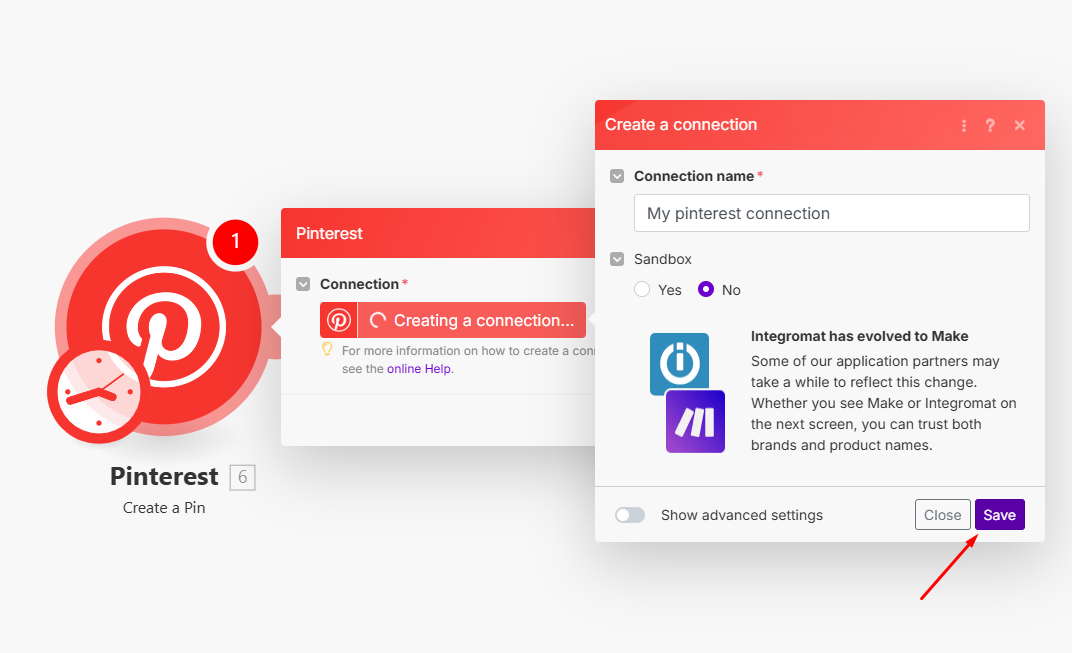 1
Pinterest 6
Create a Pin
Pinterest
Connection *
Creating a connection...
For more information on how to create a con
see the online Help.
Create a connection
Connection name *
My pinterest connection
Sandbox
Yes No
Integromat has evolved to Make
Some of our application partners may
take a while to reflect this change.
Whether you see Make or Integromat on
the next screen, you can trust both
brands and product names.
Show advanced settings
Close Save